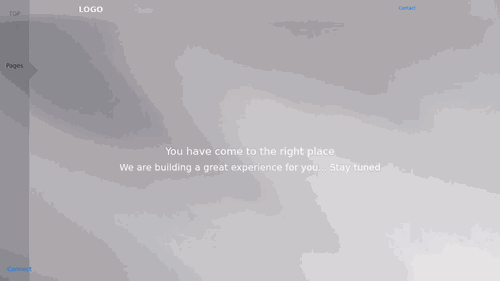 TOP
LOGO
Contact
Pages
You have come to the right place
We are building a great experience for you... Stay tuned
Connect